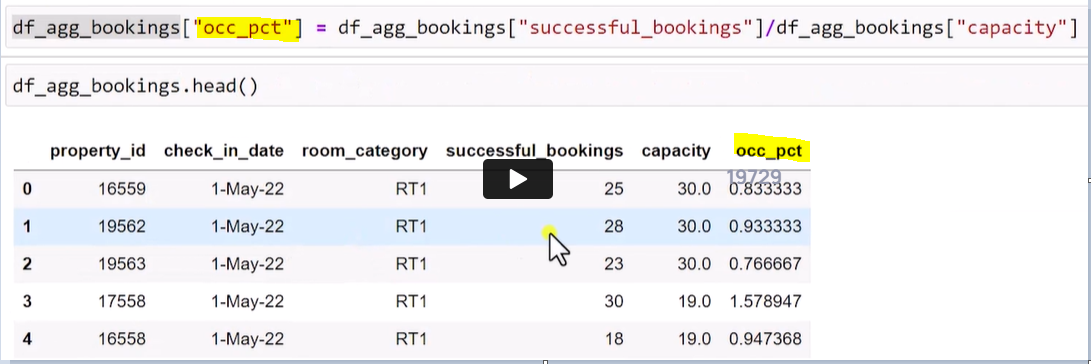 df_agg_bookings["occ_pct"] = df_agg_bookings["successful_bookings"]/df_agg_bookings["capacity"]
df_agg_bookings.head()
property_id check_in_date room_category successful_bookings capacity occ_pct
19729
0 16559 1-May-22 RT1 25 30.0 0.833333
1 19562 1-May-22 RT1 28 30.0 0.933333
2 19563 1-May-22 RT1 23 30.0 0.766667
3 17558 1-May-22 RT1 30 19.0 1.578947
4 16558 1-May-22 RT1 18 19.0 0.947368